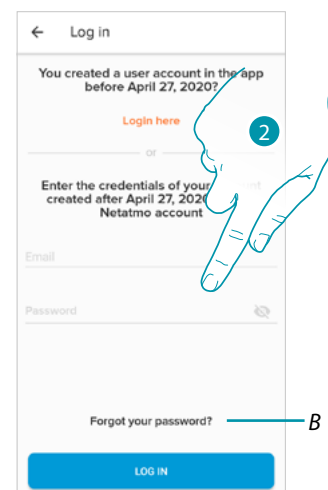 Log in
You created a user account in the app
before April 27, 2020?
Login here
or
2
Enter the credentials of your
created after April 27, 202
Netatmo account
Email
Password
Forgot your password?
B
LOG IN